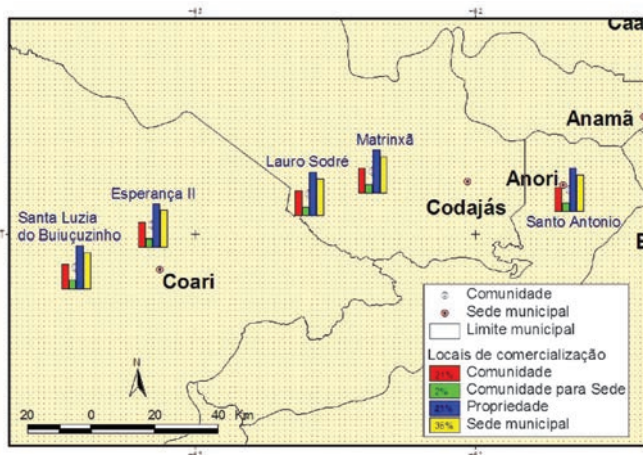 Caa
Anamã
Matrinxã
Lauro Sodré
Esperança II
Anori
Santa Luzia
do Buiuçuzinho
Codajás
Santo Antonio
Coari
Comunidade
Sede municipal
Limite municipal
Locais de comercialização
21% Comunidade
2% Comunidade para Sede
Propriedade
36% Sede municipal
N
20 0 20 40 Km